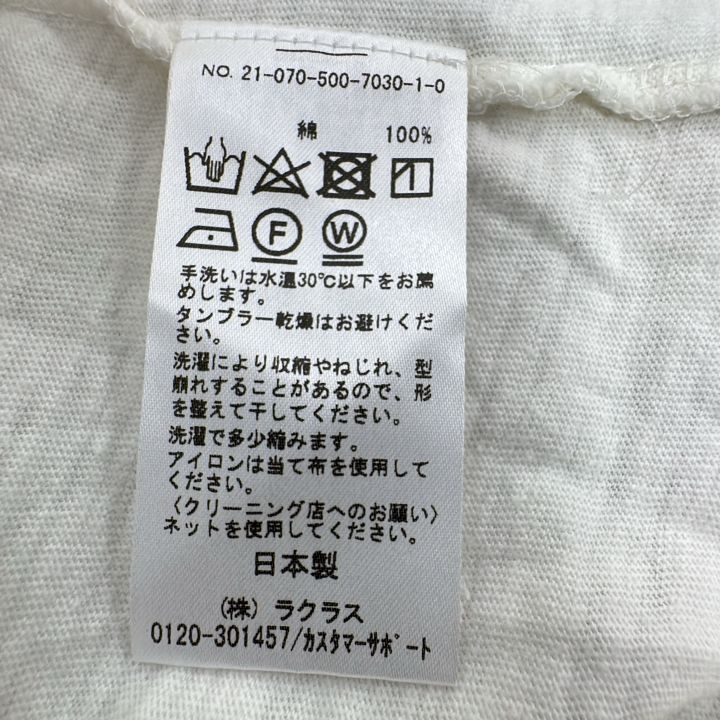 NO. 21-070-500-7030-1-0
綿 100%
F W
手洗いは水温30℃以下をお薦
めします。
タンブラー乾燥はお避けくだ
さい。
洗濯により収縮やねじれ、型
崩れすることがあるので、形
を整えて干してください。
洗濯で多少縮みます。
アイロンは当て布を使用して
ください。
〈クリーニング店へのお願い〉
ネットを使用してください。
日本製
(株) ラクラス
0120-301457/カスタマーサポート